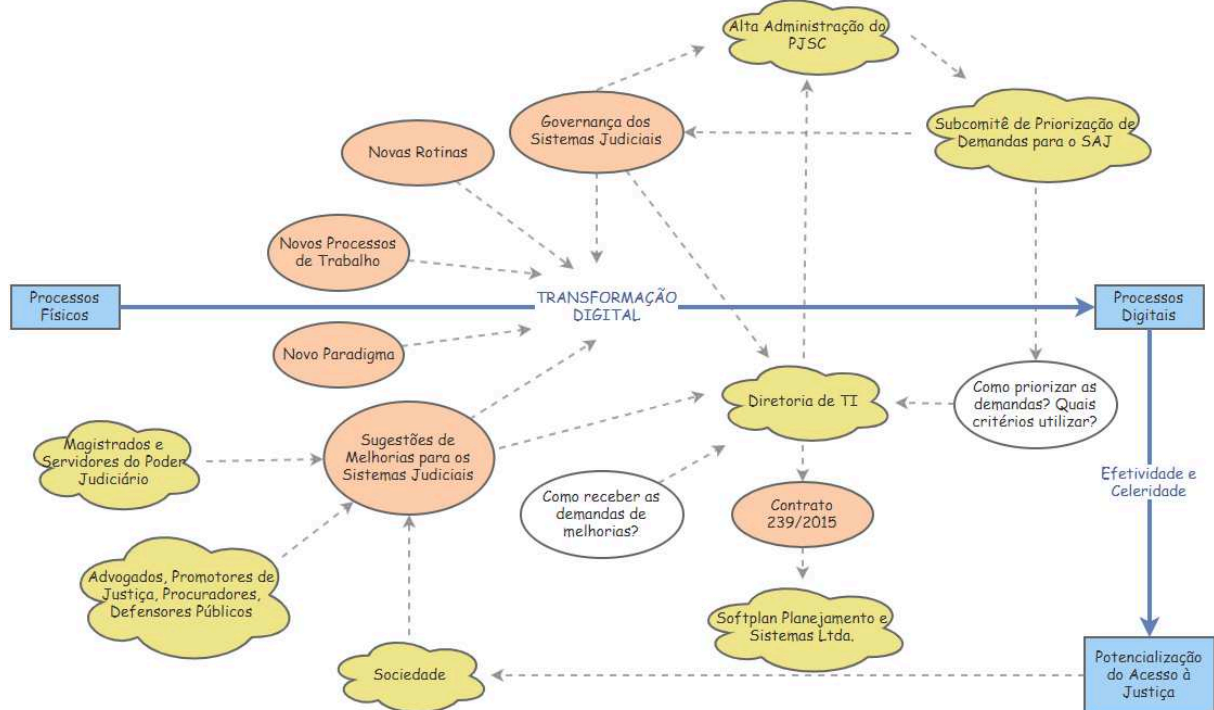 Alta Administração do
PJSC
Governança dos
Sistemas Judiciais
Subcomitê de Priorização de
Demandas para o SAJ
Novas Rotinas
Novos Processos
de Trabalho
Processos
Físicos
TRANSFORMAÇÃO
DIGITAL
Processos
Digitais
Novo Paradigma
Diretoria de TI
Como priorizar as
demandas? Quais
critérios utilizar?
Magistrados e
Servidores do Poder
Judiciário
Sugestões de
Melhorias para os
Sistemas Judiciais
Efetividade e
Celeridade
Como receber as
demandas de
melhorias?
Contrato
239/2015
Advogados, Promotores de
Justiça, Procuradores,
Defensores Públicos
Softplan Planejamento e
Sistemas Ltda.
Sociedade
Potencialização
do Acesso à
Justiça